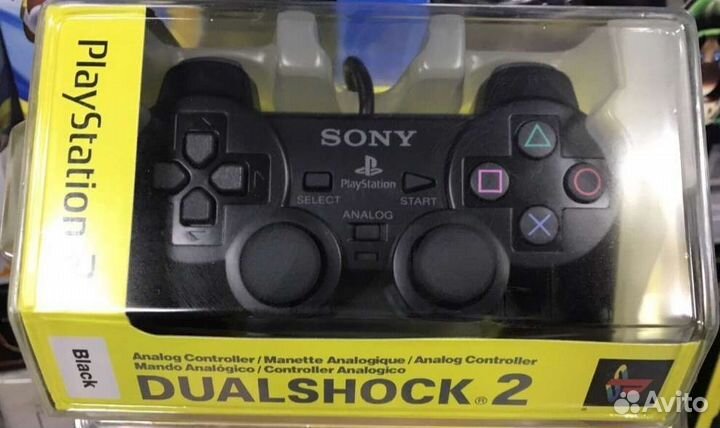 PlayStation 2
SONY
PlayStation
SELECT
START
ANALOG
Black
Analog Controller / Manette Analogique / Analog Controller
Mando Analógico / Controller Analogico
DUALSHOCK® 2
Avito